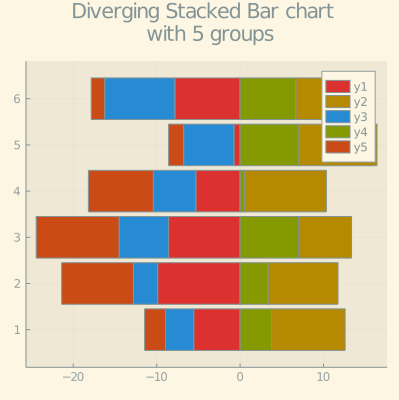 Diverging Stacked Bar chart
with 5 groups
y1
y2
y3
y4
y5
6
5
4
3
2
1
−20 −10 0 10